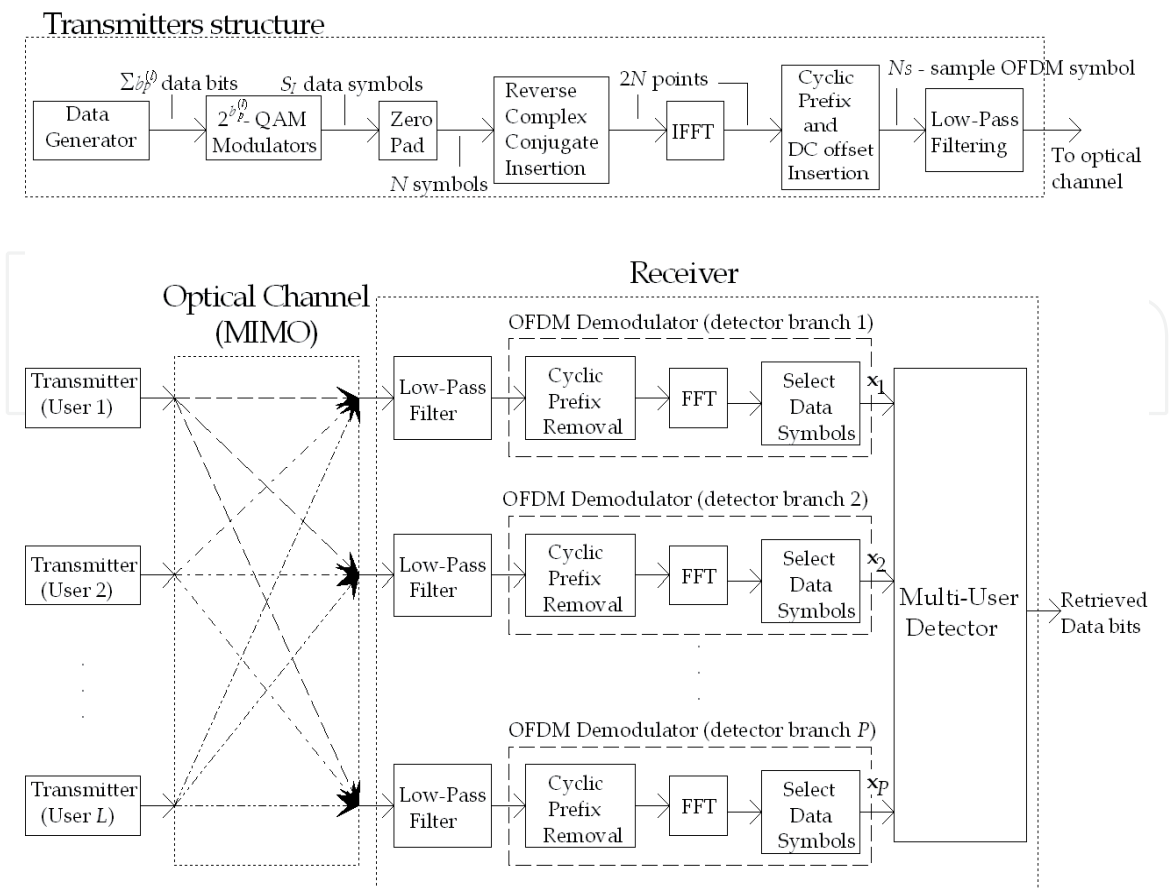 Transmitters structure
Σbp(l) data bits
Sl data symbols
2N points
Ns - sample OFDM symbol
Data
Generator
2bp(l)- QAM
Modulators
Zero
Pad
N symbols
Reverse
Complex
Conjugate
Insertion
IFFT
Cyclic
Prefix
and
DC offset
Insertion
Low-Pass
Filtering
To optical
channel
Receiver
Optical Channel
(MIMO)
OFDM Demodulator (detector branch 1)
Transmitter
(User 1)
Low-Pass
Filter
Cyclic
Prefix
Removal
FFT
Select
Data
Symbols
x1
OFDM Demodulator (detector branch 2)
Transmitter
(User 2)
Low-Pass
Filter
Cyclic
Prefix
Removal
FFT
Select
Data
Symbols
x2
Multi-User
Detector
Retrieved
Data bits
OFDM Demodulator (detector branch P)
Transmitter
(User L)
Low-Pass
Filter
Cyclic
Prefix
Removal
FFT
Select
Data
Symbols
xP